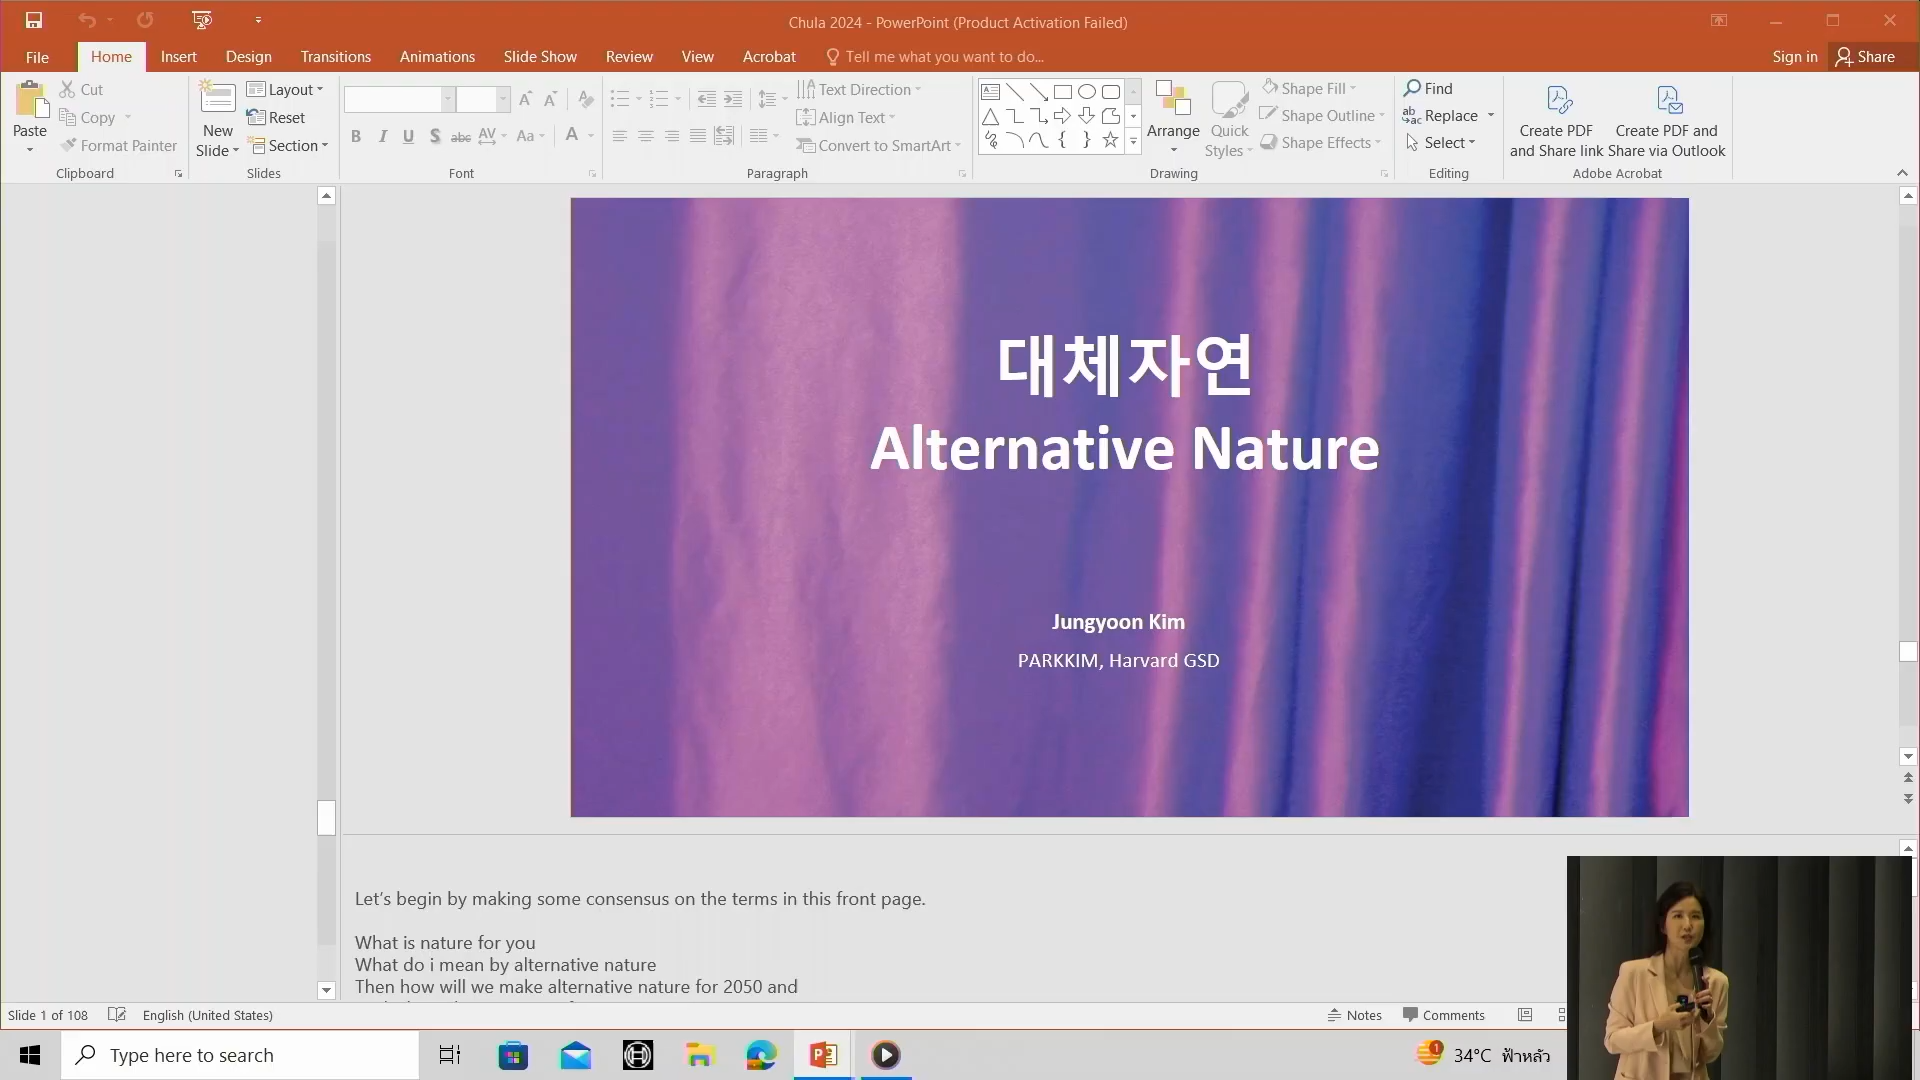 Chula 2024 - PowerPoint (Product Activation Failed)
File Home Insert Design Transitions Animations Slide Show Review View Acrobat Tell me what you want to do... Sign in Share
Paste
Cut
Copy
Format Painter
Clipboard
New Slide
Layout
Reset
Section
Slides
B I U S abc AV Aa A
Font
Text Direction
Align Text
Convert to SmartArt
Paragraph
Arrange
Quick Styles
Shape Fill
Shape Outline
Shape Effects
Drawing
Find
Replace
Select
Editing
Create PDF and Share link
Create PDF and Share via Outlook
Adobe Acrobat
대체자연
Alternative Nature
Jungyoon Kim
PARKKIM, Harvard GSD
Let's begin by making some consensus on the terms in this front page.
What is nature for you
What do i mean by alternative nature
Then how will we make alternative nature for 2050 and
Slide 1 of 108 English (United States) Notes Comments
Type here to search
34°C ฟ้าหลัว